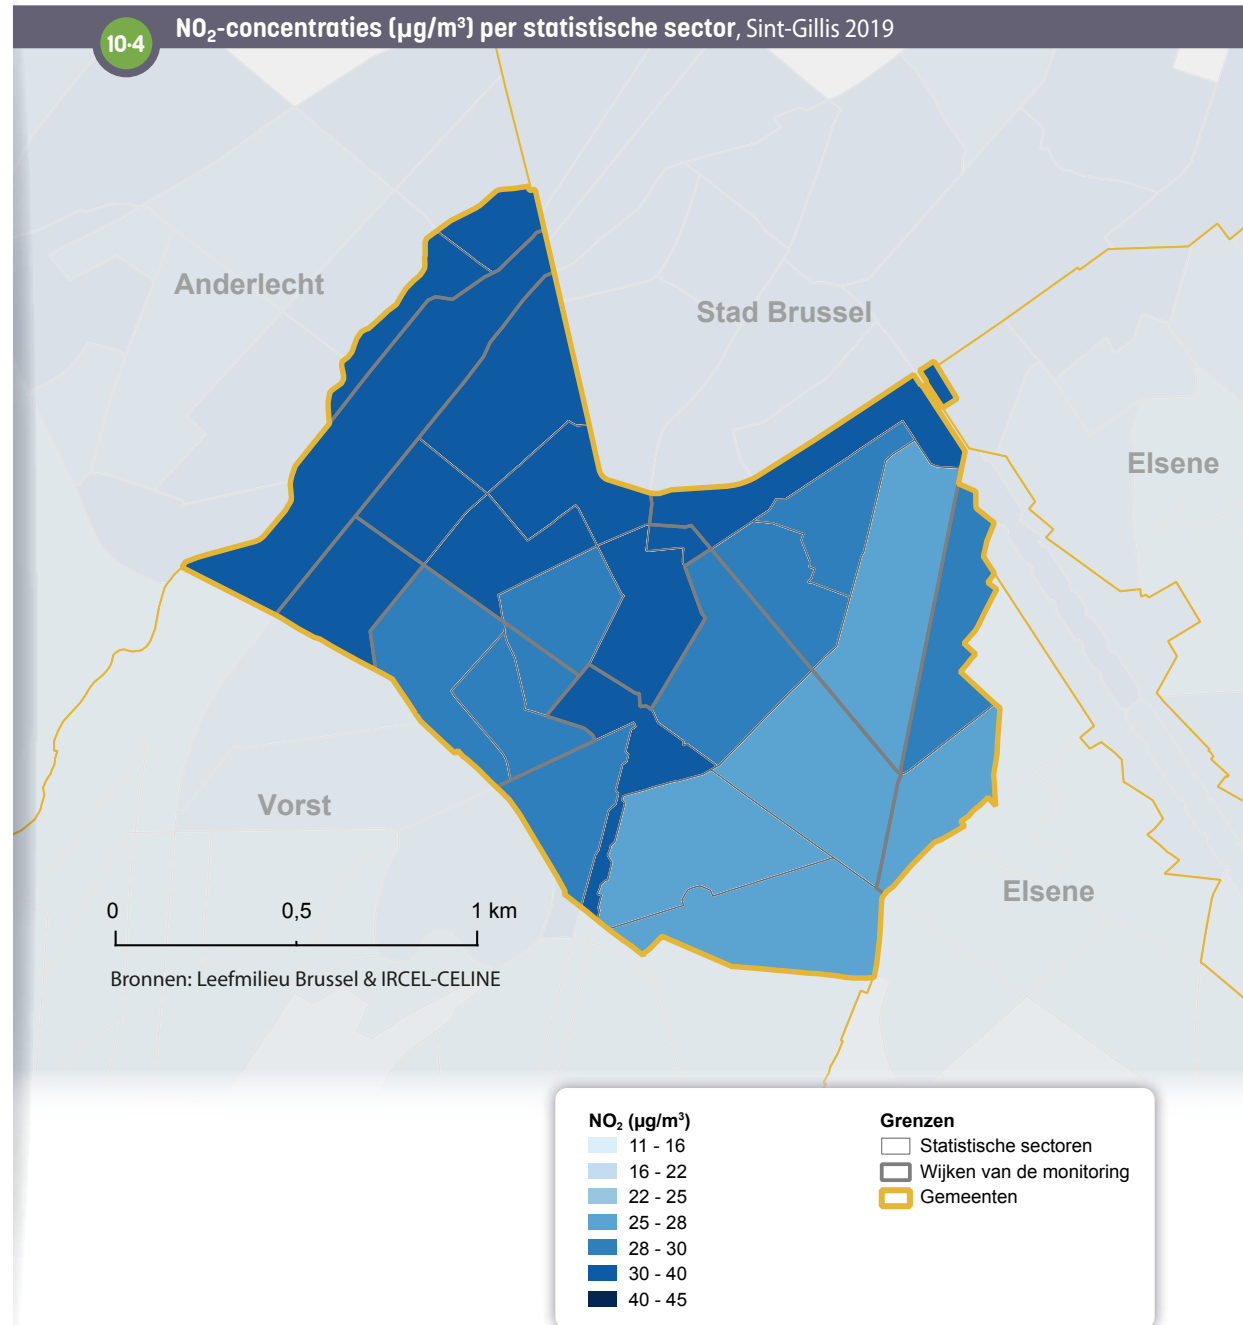 10·4
NO₂-concentraties (µg/m³) per statistische sector, Sint-Gillis 2019
Anderlecht
Stad Brussel
Elsene
Vorst
Elsene
0 0,5 1 km
Bronnen: Leefmilieu Brussel & IRCEL-CELINE
NO₂ (µg/m³)
11 - 16
16 - 22
22 - 25
25 - 28
28 - 30
30 - 40
40 - 45
Grenzen
Statistische sectoren
Wijken van de monitoring
Gemeenten